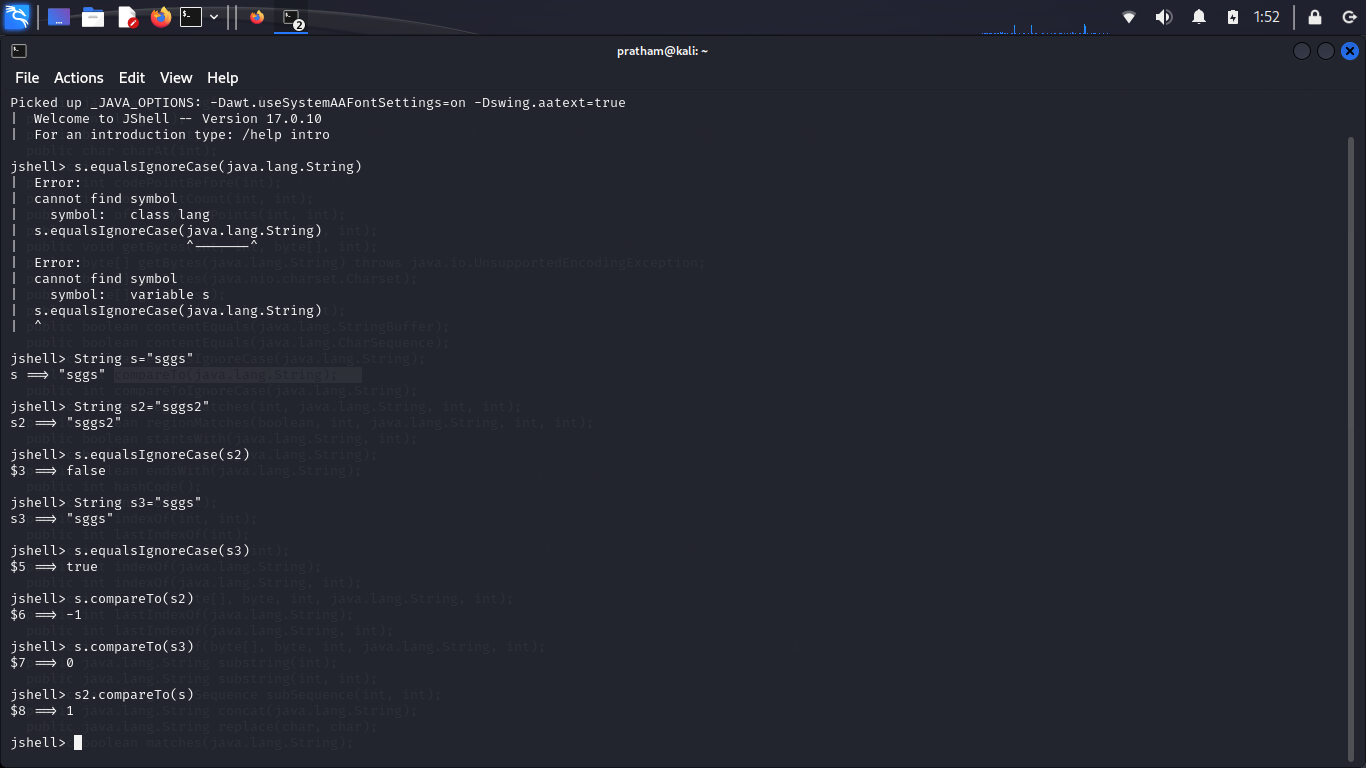 2
1:52
pratham@kali: ~
File Actions Edit View Help
Picked up _JAVA_OPTIONS: -Dawt.useSystemAAFontSettings=on -Dswing.aatext=true
|  Welcome to JShell -- Version 17.0.10
|  For an introduction type: /help intro
jshell> s.equalsIgnoreCase(java.lang.String)
|  Error:
|  cannot find symbol
|    symbol:   class lang
|  s.equalsIgnoreCase(java.lang.String)
|                     ^-------^
|  Error:
|  cannot find symbol
|    symbol:   variable s
|  s.equalsIgnoreCase(java.lang.String)
|  ^
jshell> String s="sggs"
s ==> "sggs"
jshell> String s2="sggs2"
s2 ==> "sggs2"
jshell> s.equalsIgnoreCase(s2)
$3 ==> false
jshell> String s3="sggs"
s3 ==> "sggs"
jshell> s.equalsIgnoreCase(s3)
$5 ==> true
jshell> s.compareTo(s2)
$6 ==> -1
jshell> s.compareTo(s3)
$7 ==> 0
jshell> s2.compareTo(s)
$8 ==> 1
jshell>